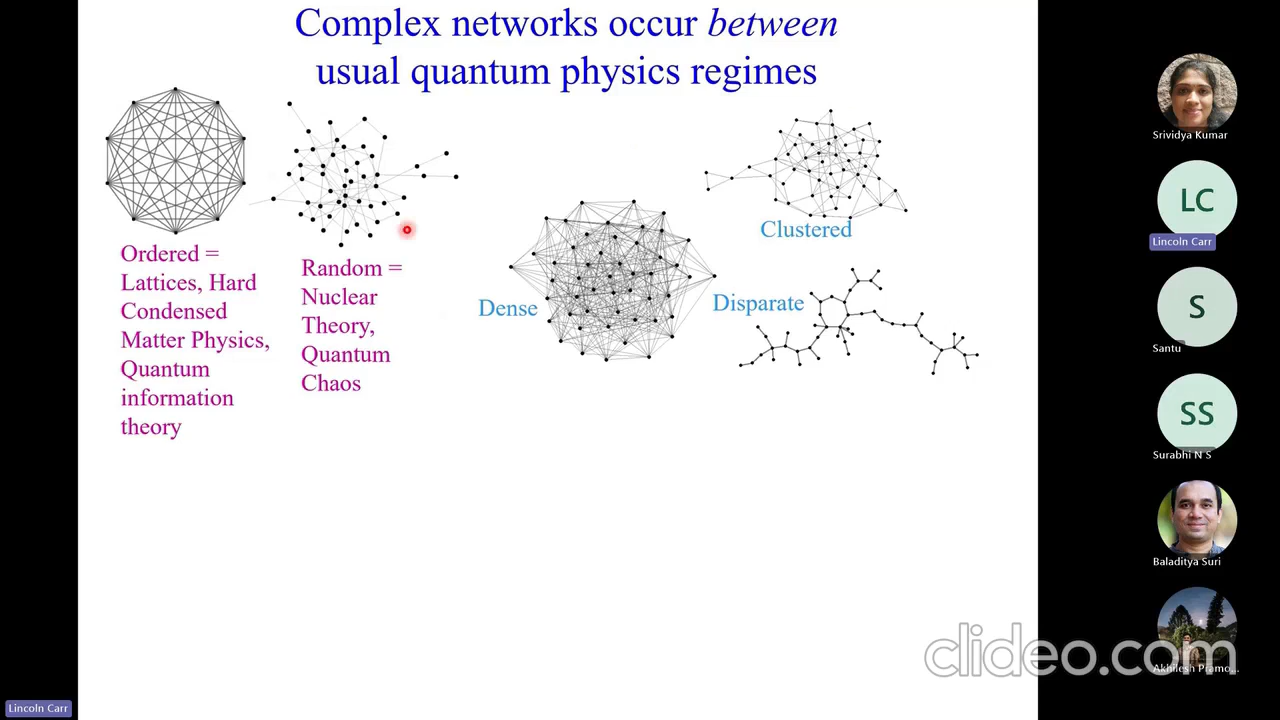 Complex networks occur between
usual quantum physics regimes
Ordered =
Lattices, Hard
Condensed
Matter Physics,
Quantum
information
theory
Random =
Nuclear
Theory,
Quantum
Chaos
Dense
Clustered
Disparate
Srividya Kumar
LC
Lincoln Carr
S
Santu
SS
Surabhi N S
Baladitya Suri
Akhilesh Pramo...
clideo.com
Lincoln Carr